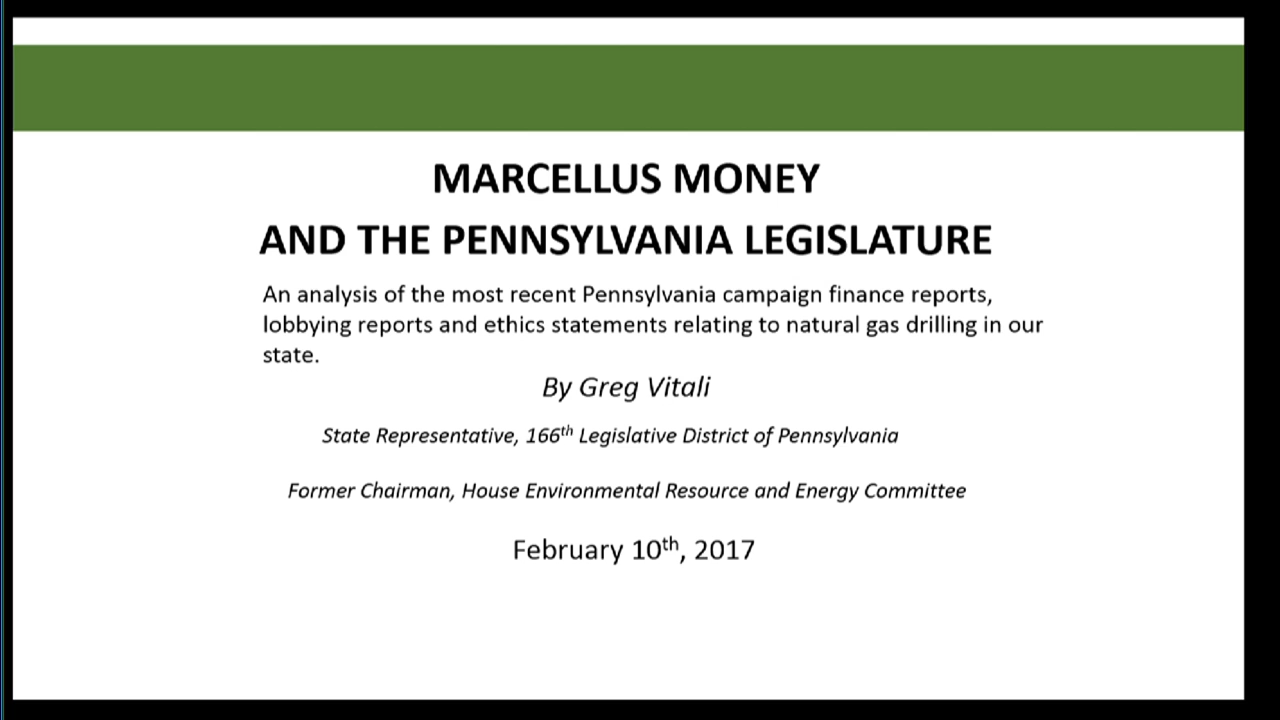 MARCELLUS MONEY
AND THE PENNSYLVANIA LEGISLATURE
An analysis of the most recent Pennsylvania campaign finance reports,
lobbying reports and ethics statements relating to natural gas drilling in our
state.
By Greg Vitali
State Representative, 166th Legislative District of Pennsylvania
Former Chairman, House Environmental Resource and Energy Committee
February 10th, 2017